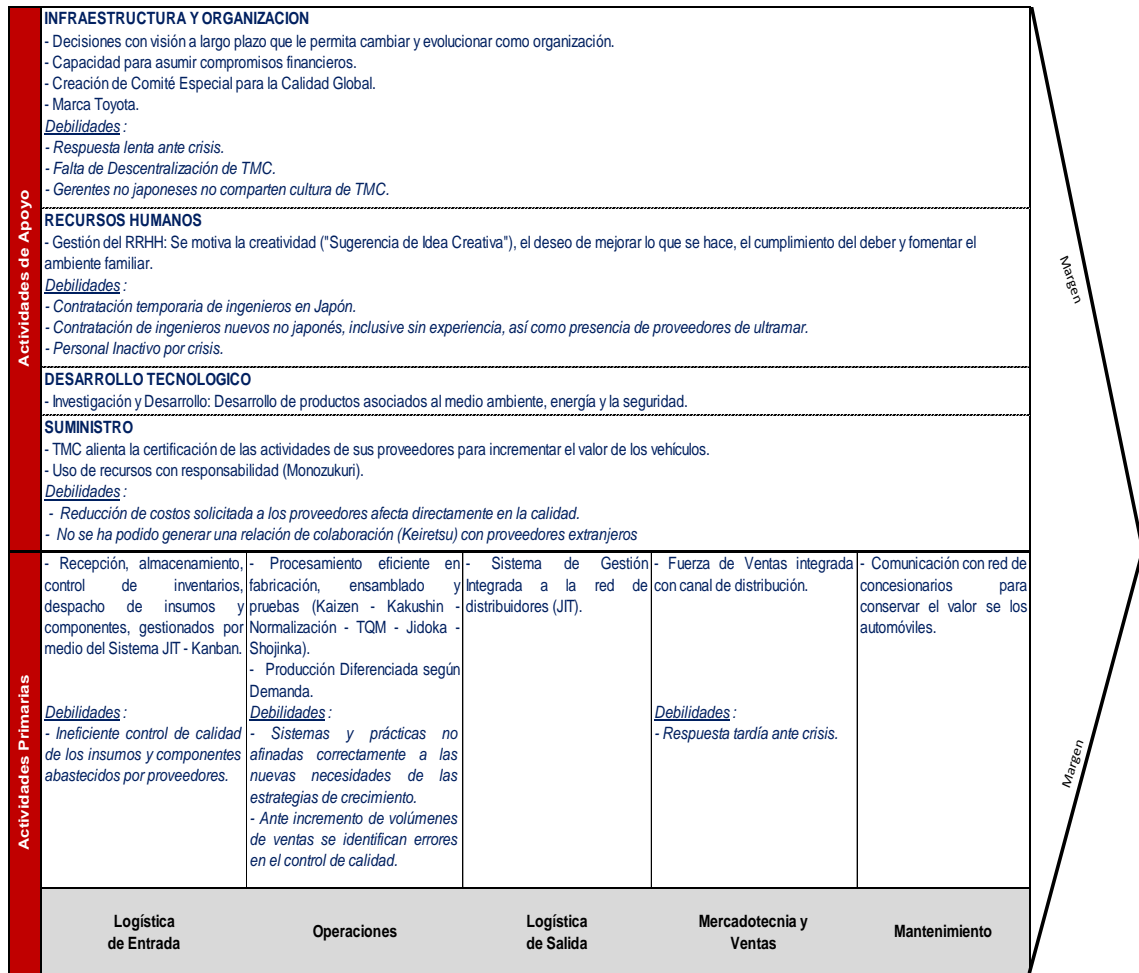 INFRAESTRUCTURA Y ORGANIZACION
- Decisiones con visión a largo plazo que le permita cambiar y evolucionar como organización.
- Capacidad para asumir compromisos financieros.
- Creación de Comité Especial para la Calidad Global.
- Marca Toyota.
Debilidades :
- Respuesta lenta ante crisis.
- Falta de Descentralización de TMC.
- Gerentes no japoneses no comparten cultura de TMC.
RECURSOS HUMANOS
- Gestión del RRHH: Se motiva la creatividad ("Sugerencia de Idea Creativa"), el deseo de mejorar lo que se hace, el cumplimiento del deber y fomentar el
ambiente familiar.
Debilidades :
- Contratación temporaria de ingenieros en Japón.
- Contratación de ingenieros nuevos no japonés, inclusive sin experiencia, así como presencia de proveedores de ultramar.
- Personal Inactivo por crisis.
DESARROLLO TECNOLOGICO
- Investigación y Desarrollo: Desarrollo de productos asociados al medio ambiente, energía y la seguridad.
SUMINISTRO
- TMC alienta la certificación de las actividades de sus proveedores para incrementar el valor de los vehículos.
- Uso de recursos con responsabilidad (Monozukuri).
Debilidades :
- Reducción de costos solicitada a los proveedores afecta directamente en la calidad.
- No se ha podido generar una relación de colaboración (Keiretsu) con proveedores extranjeros
Actividades de Apoyo
Margen
Actividades Primarias
- Recepción, almacenamiento,
control de inventarios,
despacho de insumos y
componentes, gestionados por
medio del Sistema JIT - Kanban.
Debilidades :
- Ineficiente control de calidad
de los insumos y componentes
abastecidos por proveedores.
- Procesamiento eficiente en
fabricación, ensamblado y
pruebas (Kaizen - Kakushin -
Normalización - TQM - Jidoka -
Shojinka).
- Producción Diferenciada según
Demanda.
Debilidades :
- Sistemas y prácticas no
afinadas correctamente a las
nuevas necesidades de las
estrategias de crecimiento.
- Ante incremento de volúmenes
de ventas se identifican errores
en el control de calidad.
- Sistema de Gestión
Integrada a la red de
distribuidores (JIT).
- Fuerza de Ventas integrada
con canal de distribución.
Debilidades :
- Respuesta tardía ante crisis.
- Comunicación con red de
concesionarios para
conservar el valor se los
automóviles.
Margen
Logística
de Entrada
Operaciones
Logística
de Salida
Mercadotecnia y
Ventas
Mantenimiento